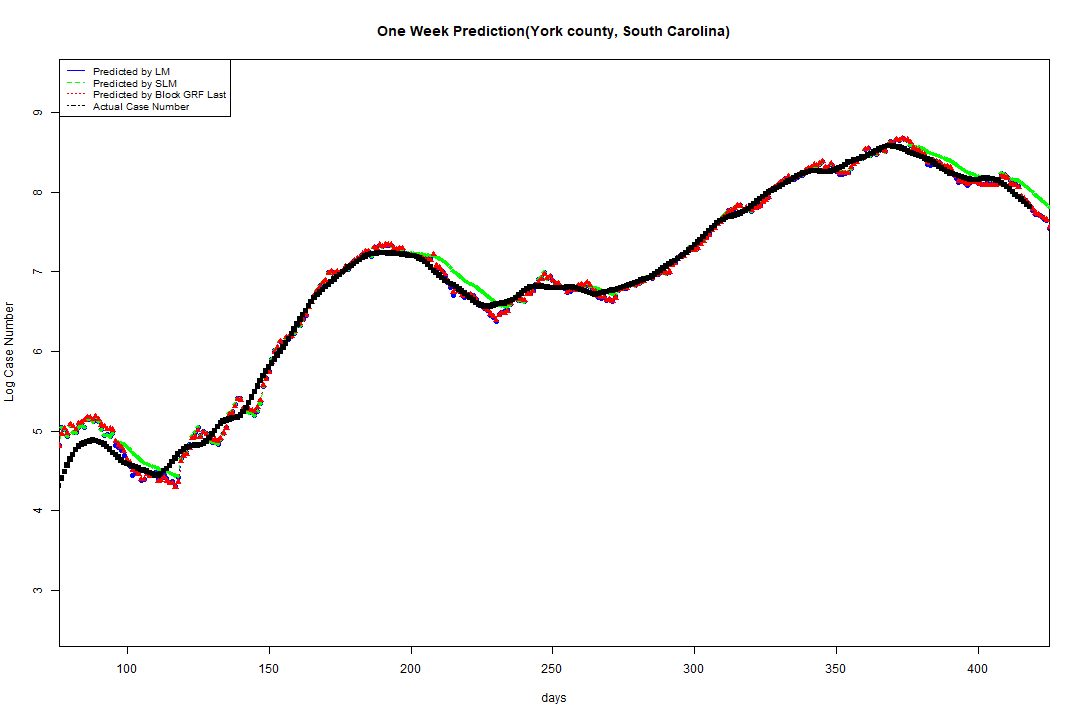 One Week Prediction(York county, South Carolina)
Predicted by LM
Predicted by SLM
Predicted by Block GRF Last
Actual Case Number
9
8
7
6
5
4
3
Log Case Number
100 150 200 250 300 350 400
days